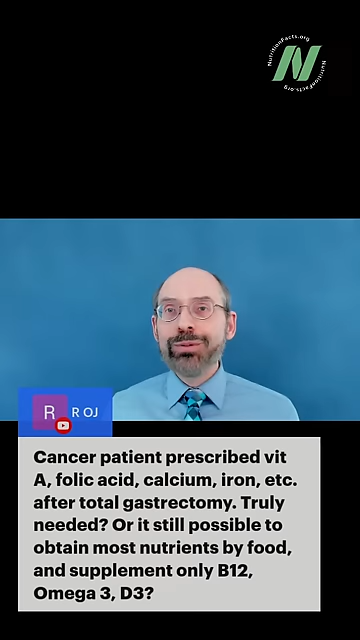 NutritionFacts.org
N
NutritionFacts.org
R
R OJ
Cancer patient prescribed vit
A, folic acid, calcium, iron, etc.
after total gastrectomy. Truly
needed? Or it still possible to
obtain most nutrients by food,
and supplement only B12,
Omega 3, D3?